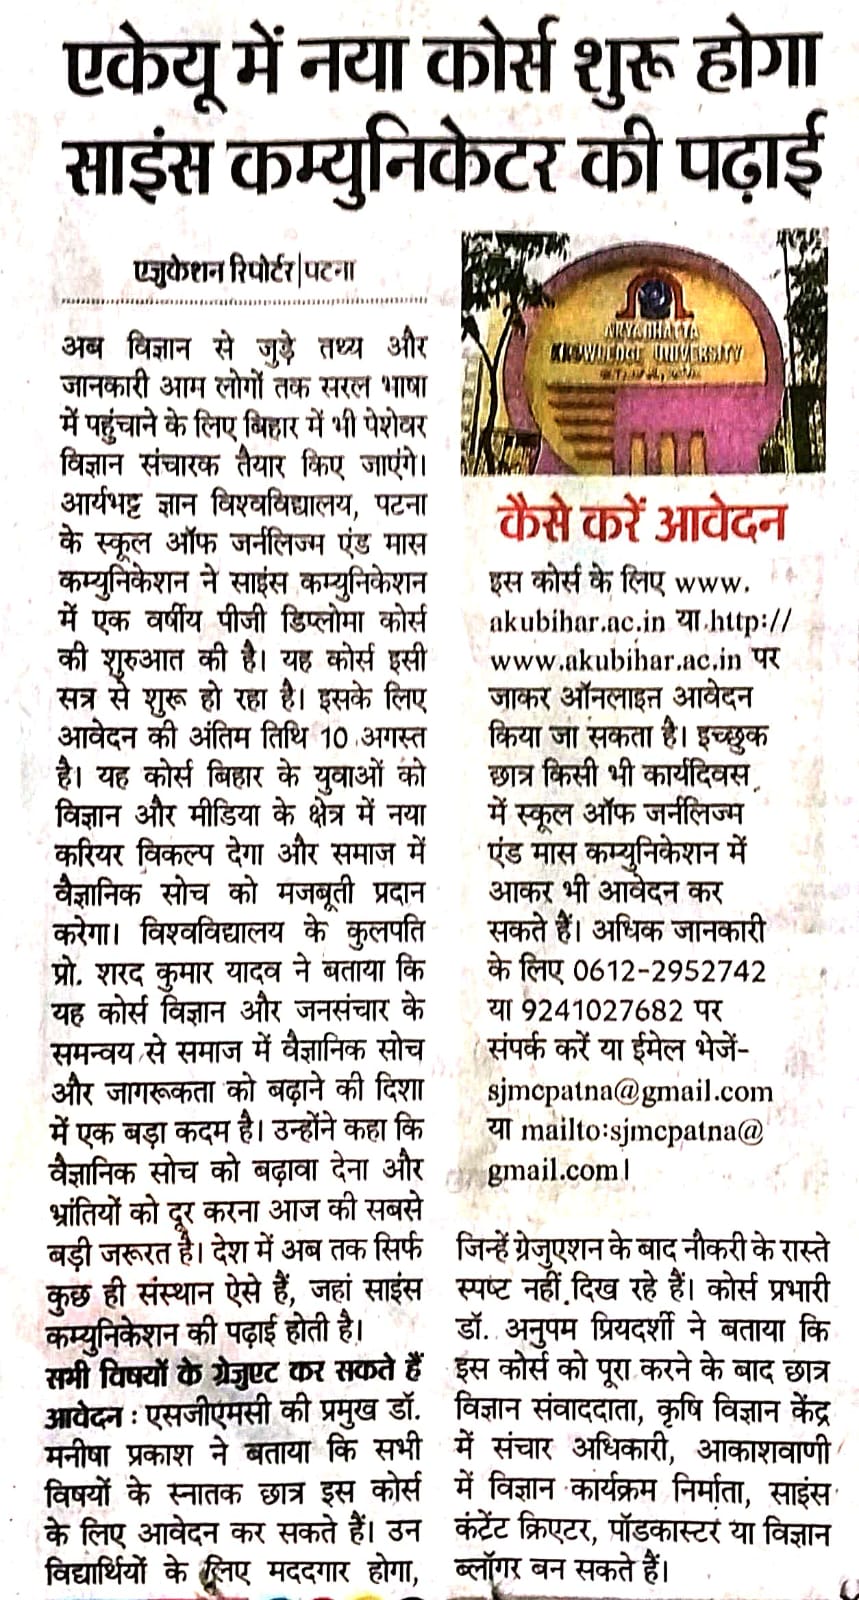 एकेयू में नया कोर्स शुरू होगा
साइंस कम्युनिकेटर की पढ़ाई
एजुकेशन रिपोर्टर|पटना
अब विज्ञान से जुड़े तथ्य और
जानकारी आम लोगों तक सरल भाषा
में पहुंचाने के लिए बिहार में भी पेशेवर
विज्ञान संचारक तैयार किए जाएंगे।
आर्यभट्ट ज्ञान विश्वविद्यालय, पटना
के स्कूल ऑफ जर्नलिज्म एंड मास
कम्युनिकेशन ने साइंस कम्युनिकेशन
में एक वर्षीय पीजी डिप्लोमा कोर्स
की शुरुआत की है। यह कोर्स इसी
सत्र से शुरू हो रहा है। इसके लिए
आवेदन की अंतिम तिथि 10 अगस्त
है। यह कोर्स बिहार के युवाओं को
विज्ञान और मीडिया के क्षेत्र में नया
करियर विकल्प देगा और समाज में
वैज्ञानिक सोच को मजबूती प्रदान
करेगा। विश्वविद्यालय के कुलपति
प्रो. शरद कुमार यादव ने बताया कि
यह कोर्स विज्ञान और जनसंचार के
समन्वय से समाज में वैज्ञानिक सोच
और जागरूकता को बढ़ाने की दिशा
में एक बड़ा कदम है। उन्होंने कहा कि
वैज्ञानिक सोच को बढ़ावा देना और
भ्रांतियों को दूर करना आज की सबसे
बड़ी जरूरत है। देश में अब तक सिर्फ
कुछ ही संस्थान ऐसे हैं, जहां साइंस
कम्युनिकेशन की पढ़ाई होती है।
सभी विषयों के ग्रेजुएट कर सकते हैं
आवेदन : एसजीएमसी की प्रमुख डॉ.
मनीषा प्रकाश ने बताया कि सभी
विषयों के स्नातक छात्र इस कोर्स
के लिए आवेदन कर सकते हैं। उन
विद्यार्थियों के लिए मददगार होगा,
ARYABHATTA
KNOWLEDGE UNIVERSITY
कैसे करें आवेदन
इस कोर्स के लिए www.
akubihar.ac.in या http://
www.akubihar.ac.in पर
जाकर ऑनलाइन आवेदन
किया जा सकता है। इच्छुक
छात्र किसी भी कार्यदिवस
में स्कूल ऑफ जर्नलिज्म
एंड मास कम्युनिकेशन में
आकर भी आवेदन कर
सकते हैं। अधिक जानकारी
के लिए 0612-2952742
या 9241027682 पर
संपर्क करें या ईमेल भेजें-
sjmcpatna@gmail.com
या mailto:sjmcpatna@
gmail.com।
जिन्हें ग्रेजुएशन के बाद नौकरी के रास्ते
स्पष्ट नहीं दिख रहे हैं। कोर्स प्रभारी
डॉ. अनुपम प्रियदर्शी ने बताया कि
इस कोर्स को पूरा करने के बाद छात्र
विज्ञान संवाददाता, कृषि विज्ञान केंद्र
में संचार अधिकारी, आकाशवाणी
में विज्ञान कार्यक्रम निर्माता, साइंस
कंटेंट क्रिएटर, पॉडकास्टर या विज्ञान
ब्लॉगर बन सकते हैं।